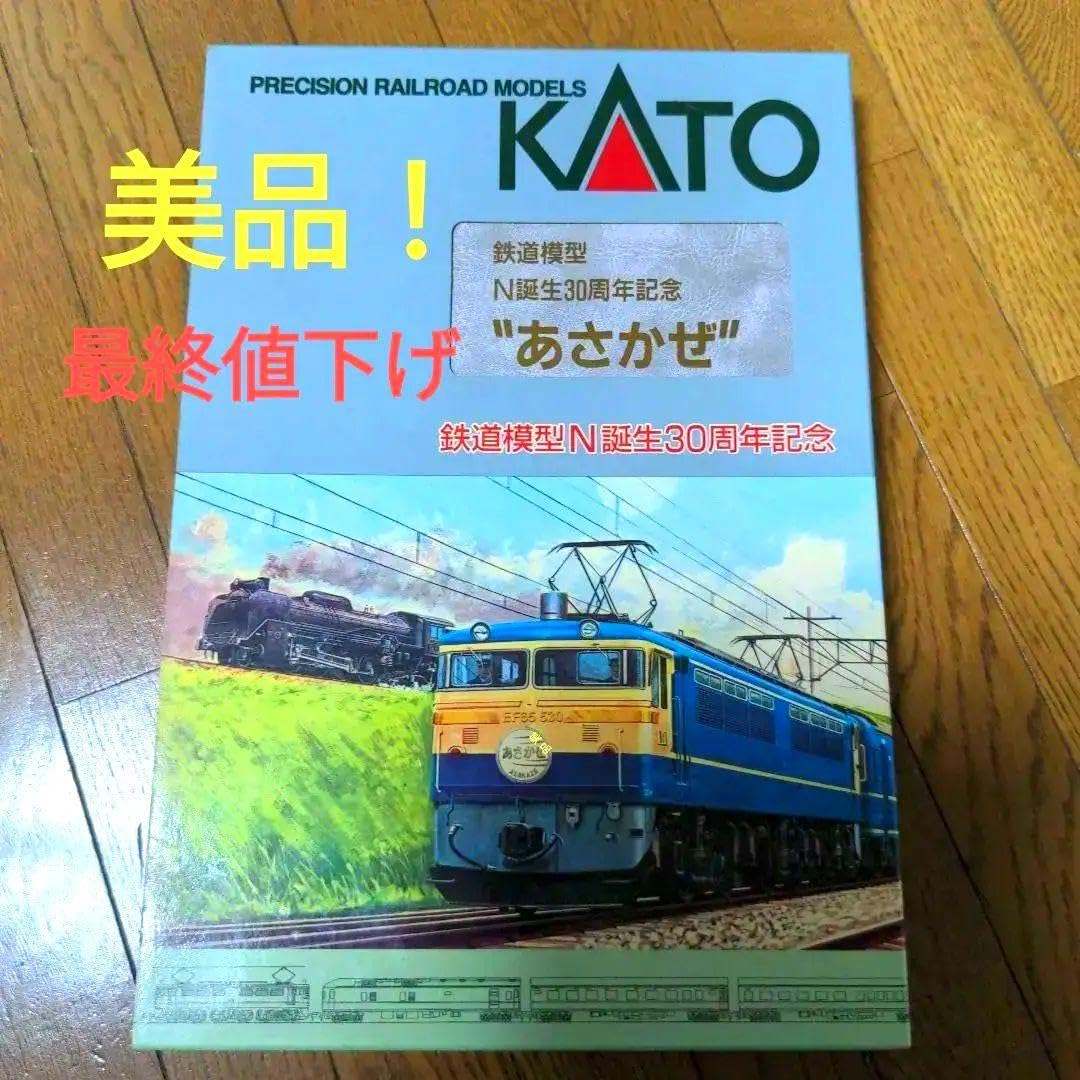 PRECISION RAILROAD MODELS
KATO
美品！
鉄道模型
N誕生30周年記念
"あさかぜ"
最終値下げ
鉄道模型N誕生30周年記念
EF65 530
あさかぜ
ASAKAZE